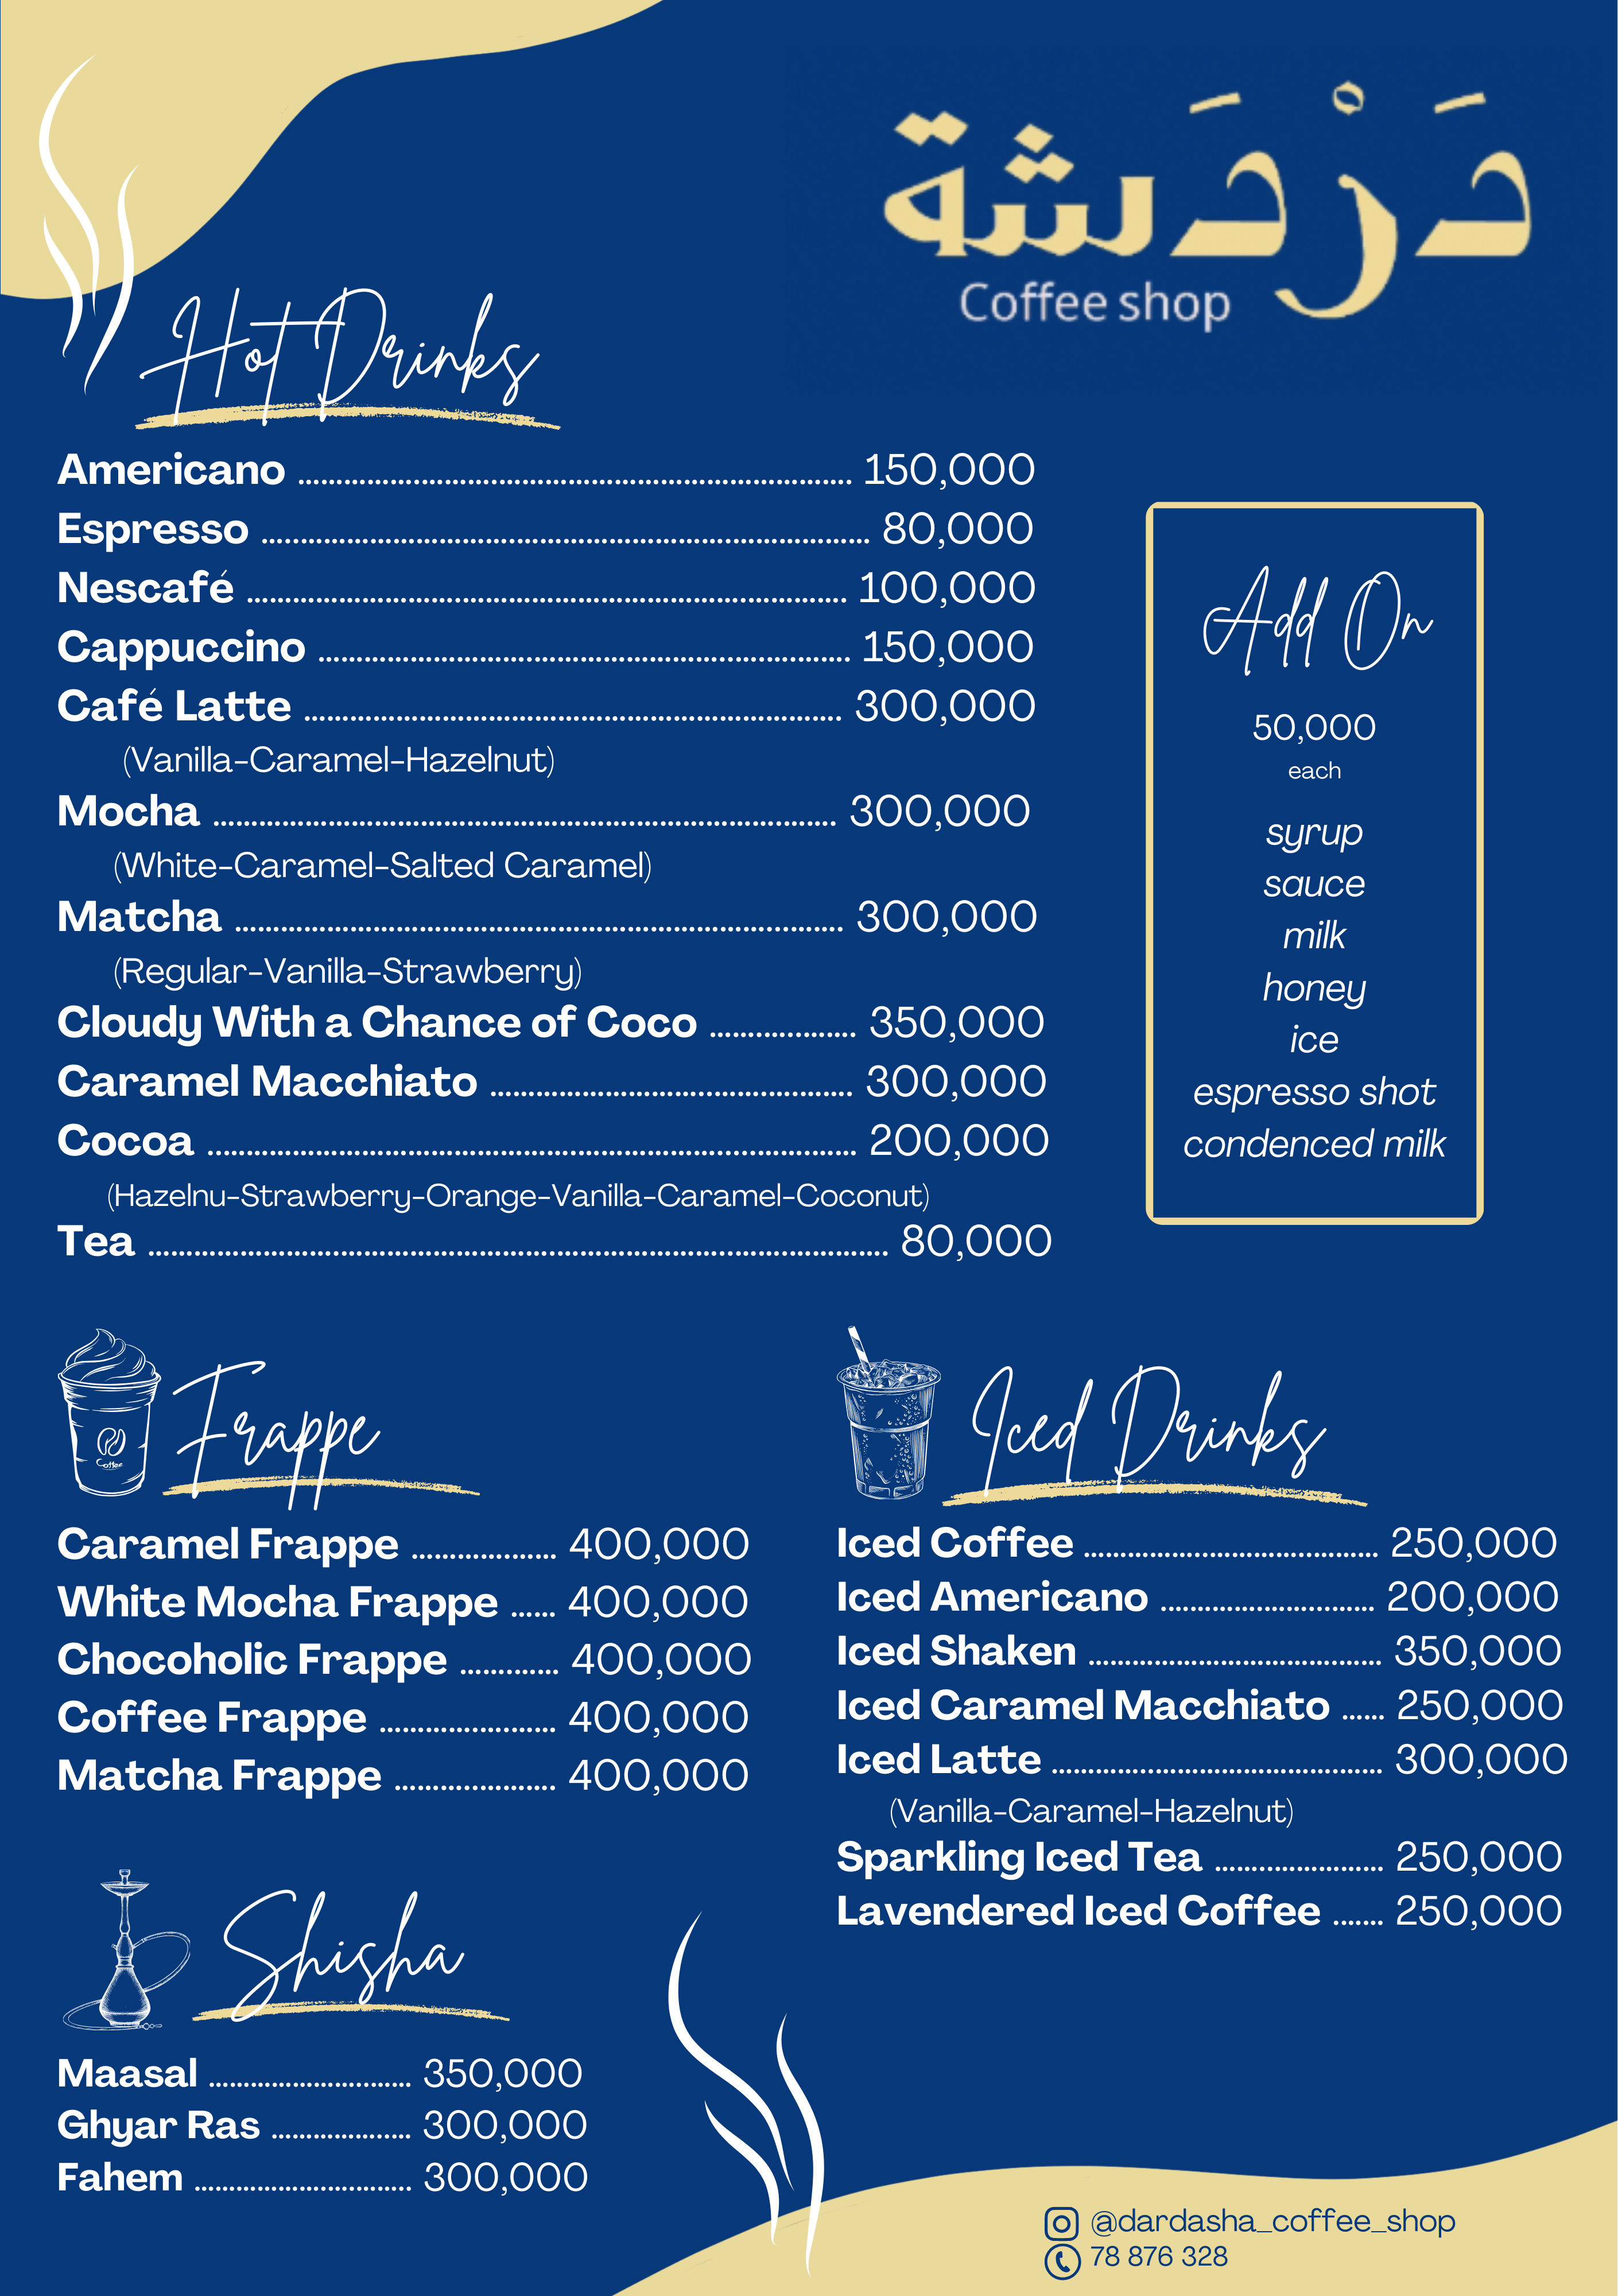 دَرْدَشة
Coffee shop
Hot Drinks
Americano 150,000
Espresso 80,000
Nescafé 100,000
Cappuccino 150,000
Café Latte 300,000
(Vanilla-Caramel-Hazelnut)
Mocha 300,000
(White-Caramel-Salted Caramel)
Matcha 300,000
(Regular-Vanilla-Strawberry)
Cloudy With a Chance of Coco 350,000
Caramel Macchiato 300,000
Cocoa 200,000
(Hazelnu-Strawberry-Orange-Vanilla-Caramel-Coconut)
Tea 80,000
Add On
50,000
each
syrup
sauce
milk
honey
ice
espresso shot
condenced milk
Coffee
Frappe
Caramel Frappe 400,000
White Mocha Frappe 400,000
Chocoholic Frappe 400,000
Coffee Frappe 400,000
Matcha Frappe 400,000
Iced Drinks
Iced Coffee 250,000
Iced Americano 200,000
Iced Shaken 350,000
Iced Caramel Macchiato 250,000
Iced Latte 300,000
(Vanilla-Caramel-Hazelnut)
Sparkling Iced Tea 250,000
Lavendered Iced Coffee 250,000
Shisha
Maasal 350,000
Ghyar Ras 300,000
Fahem 300,000
@dardasha_coffee_shop
78 876 328